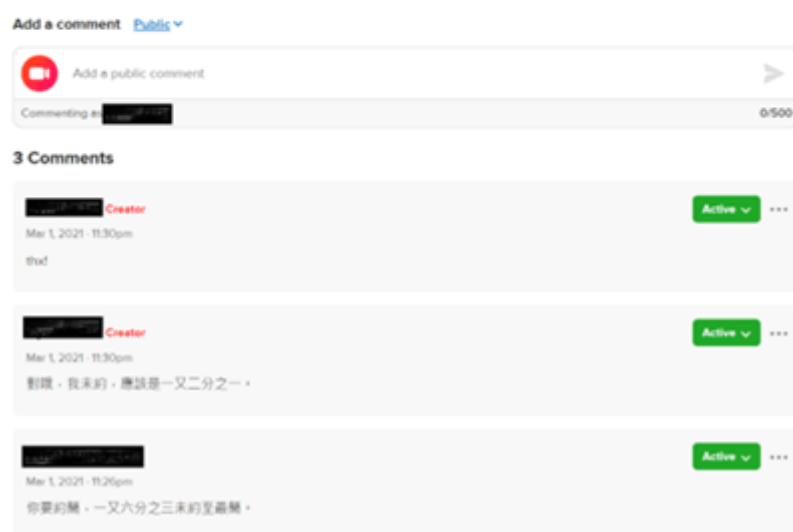 Add a comment Public
Add a public comment
Commenting as
0/500
3 Comments
Creator
Active
Mar 1, 2021 · 11:30pm
thx!
Creator
Active
Mar 1, 2021 · 11:30pm
對哦，我未約，應該是一又二分之一。
Active
Mar 1, 2021 · 11:26pm
你要約簡，一又六分之三未約至最簡。